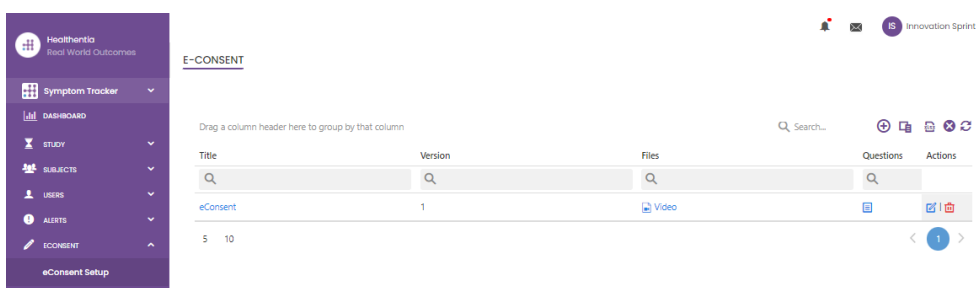 Healthentia
Real World Outcomes
IS Innovation Sprint
E-CONSENT
Symptom Tracker
DASHBOARD
STUDY
SUBJECTS
USERS
ALERTS
ECONSENT
eConsent Setup
Drag a column header here to group by that column
Search...
Title Version Files Questions Actions
eConsent 1 Video
5 10
1